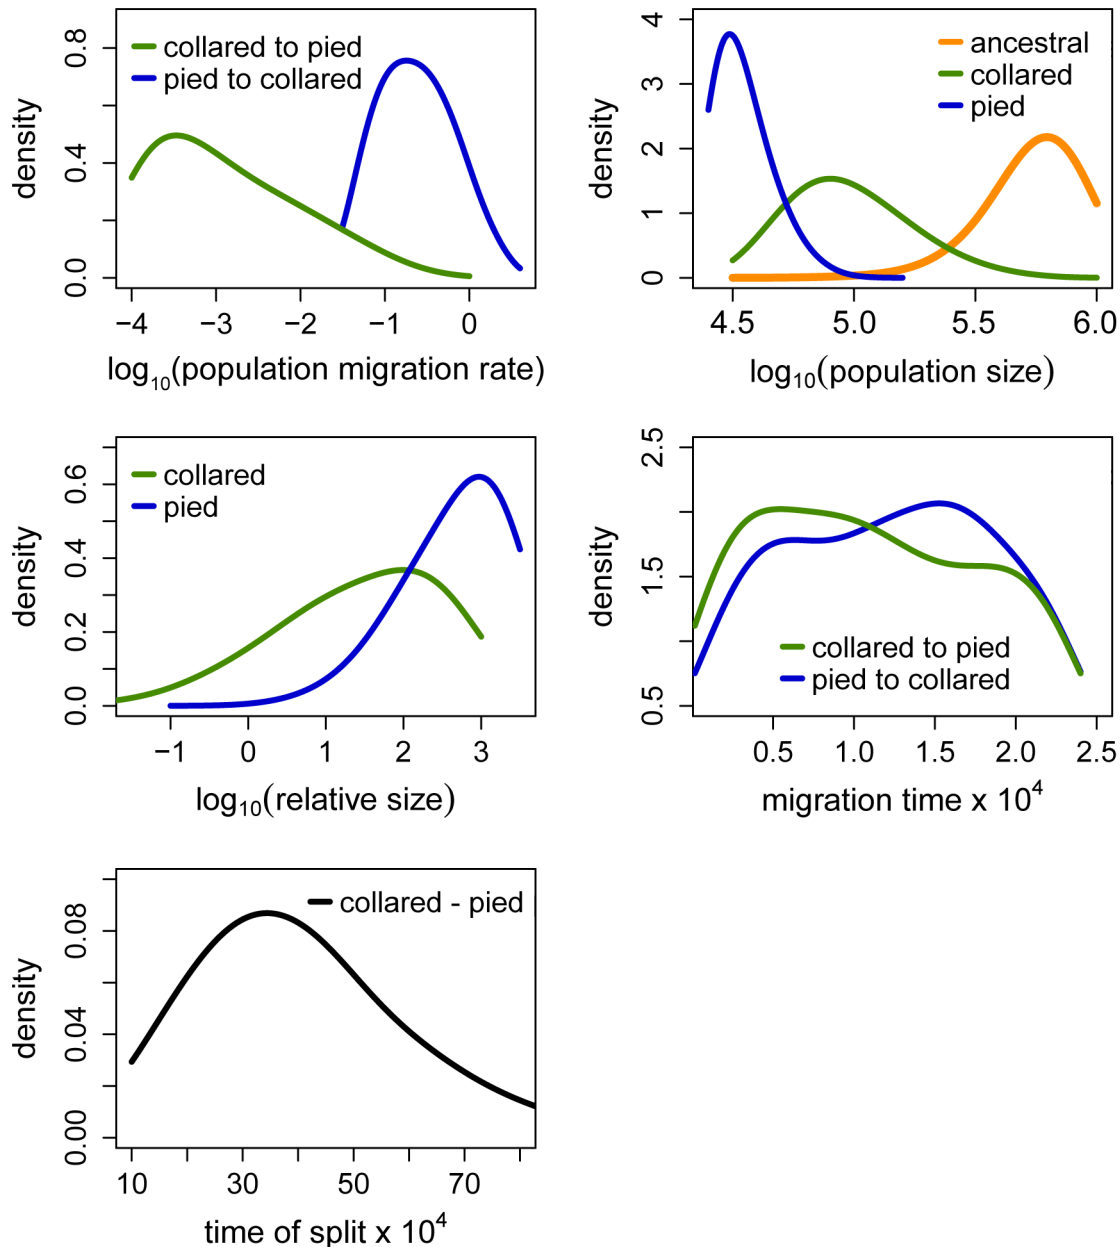 collared to pied
pied to collared
density
0.0 0.4 0.8
−4 −3 −2 −1 0
log10(population migration rate)
ancestral
collared
pied
density
0 1 2 3 4
4.5 5.0 5.5 6.0
log10(population size)
collared
pied
density
0.0 0.2 0.4 0.6
−1 0 1 2 3
log10(relative size)
collared to pied
pied to collared
density
0.5 1.5 2.5
0.5 1.0 1.5 2.0 2.5
migration time x 10^4
collared - pied
density
0.00 0.04 0.08
10 30 50 70
time of split x 10^4